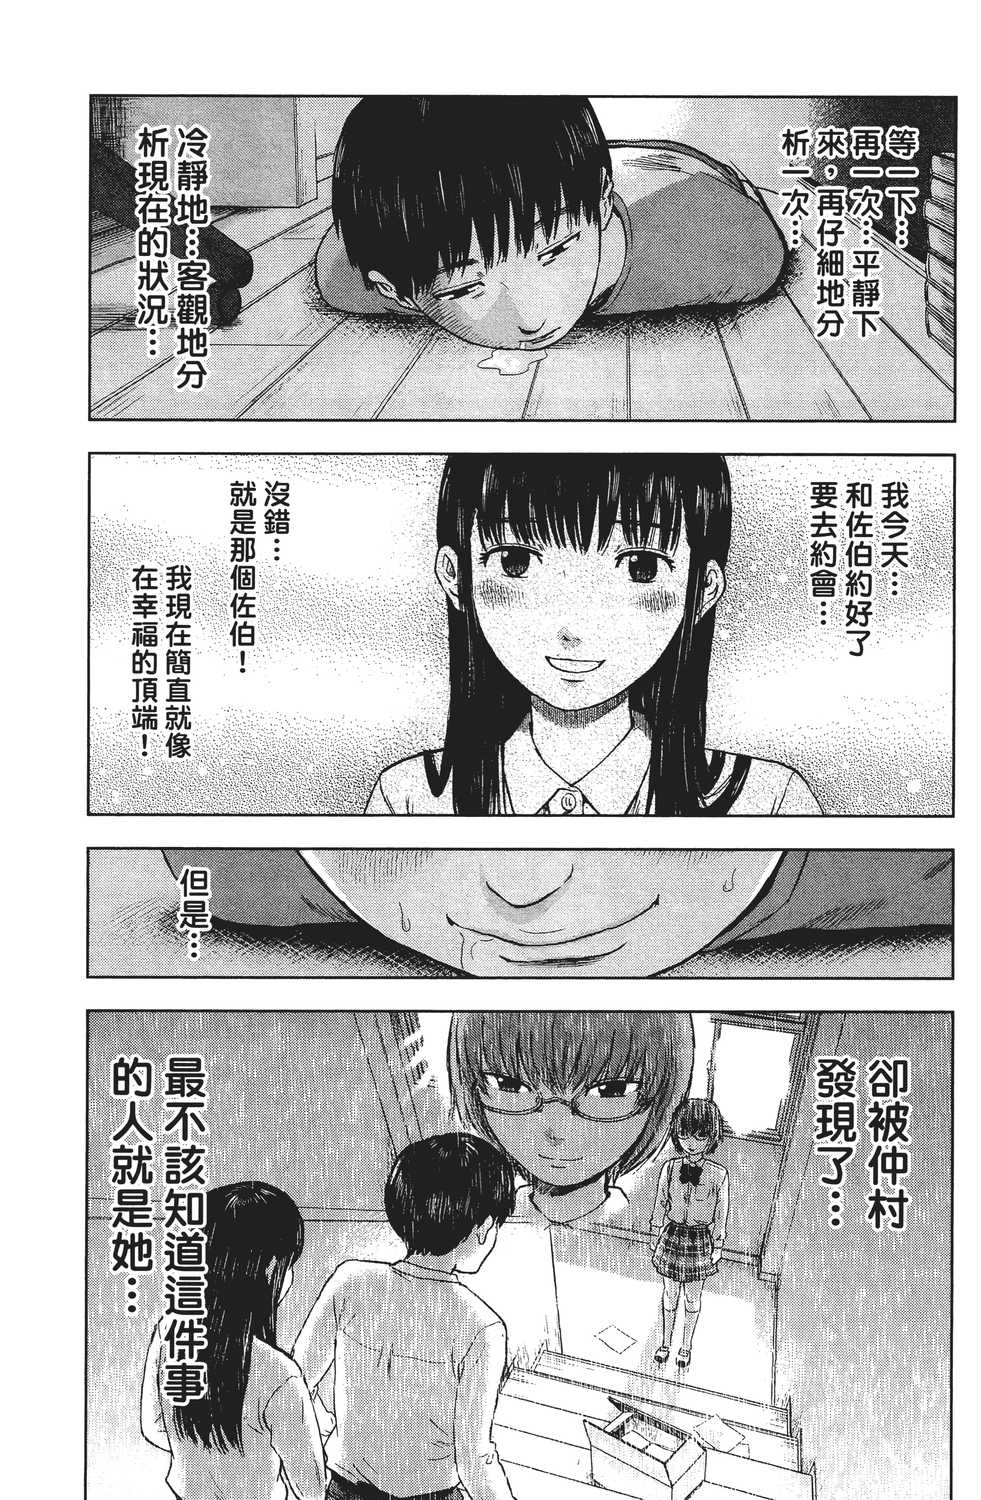 等一下…
再一次…平靜下
來，再仔細地分
析一次…
冷靜地…客觀地分
析現在的狀況…
我今天…
和佐伯約好了
要去約會…
沒錯…
就是那個佐伯！
我現在簡直就像
在幸福的頂端！
但是…
卻被仲村
發現了…
最不該知道這件事
的人就是她…